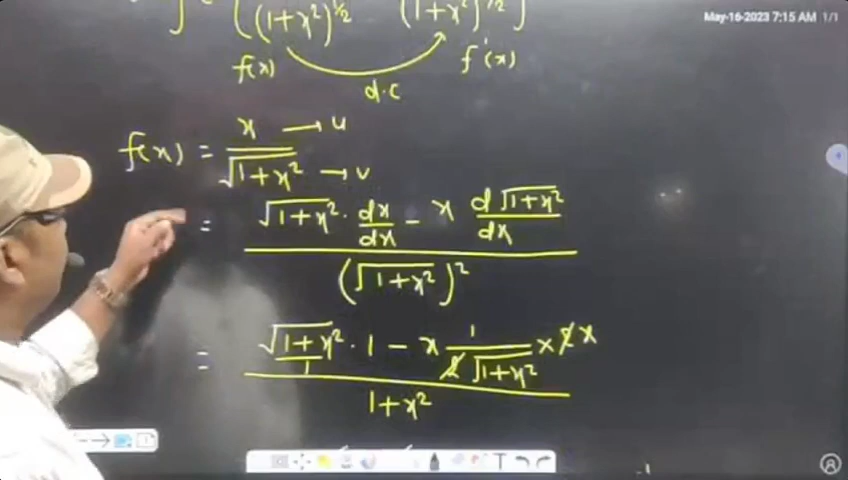 May-16-2023 7:15 AM 1/1
(1+x²)^1/2 (1+x²)
f(x) f'(x)
d.c
f(x) = x/√1+x² → u → v
= √1+x² · dx/dx - x d√1+x²/dx
(√1+x²)²
= √1+x²/1 · 1 - x 1/2√1+x² × 2x
1+x²